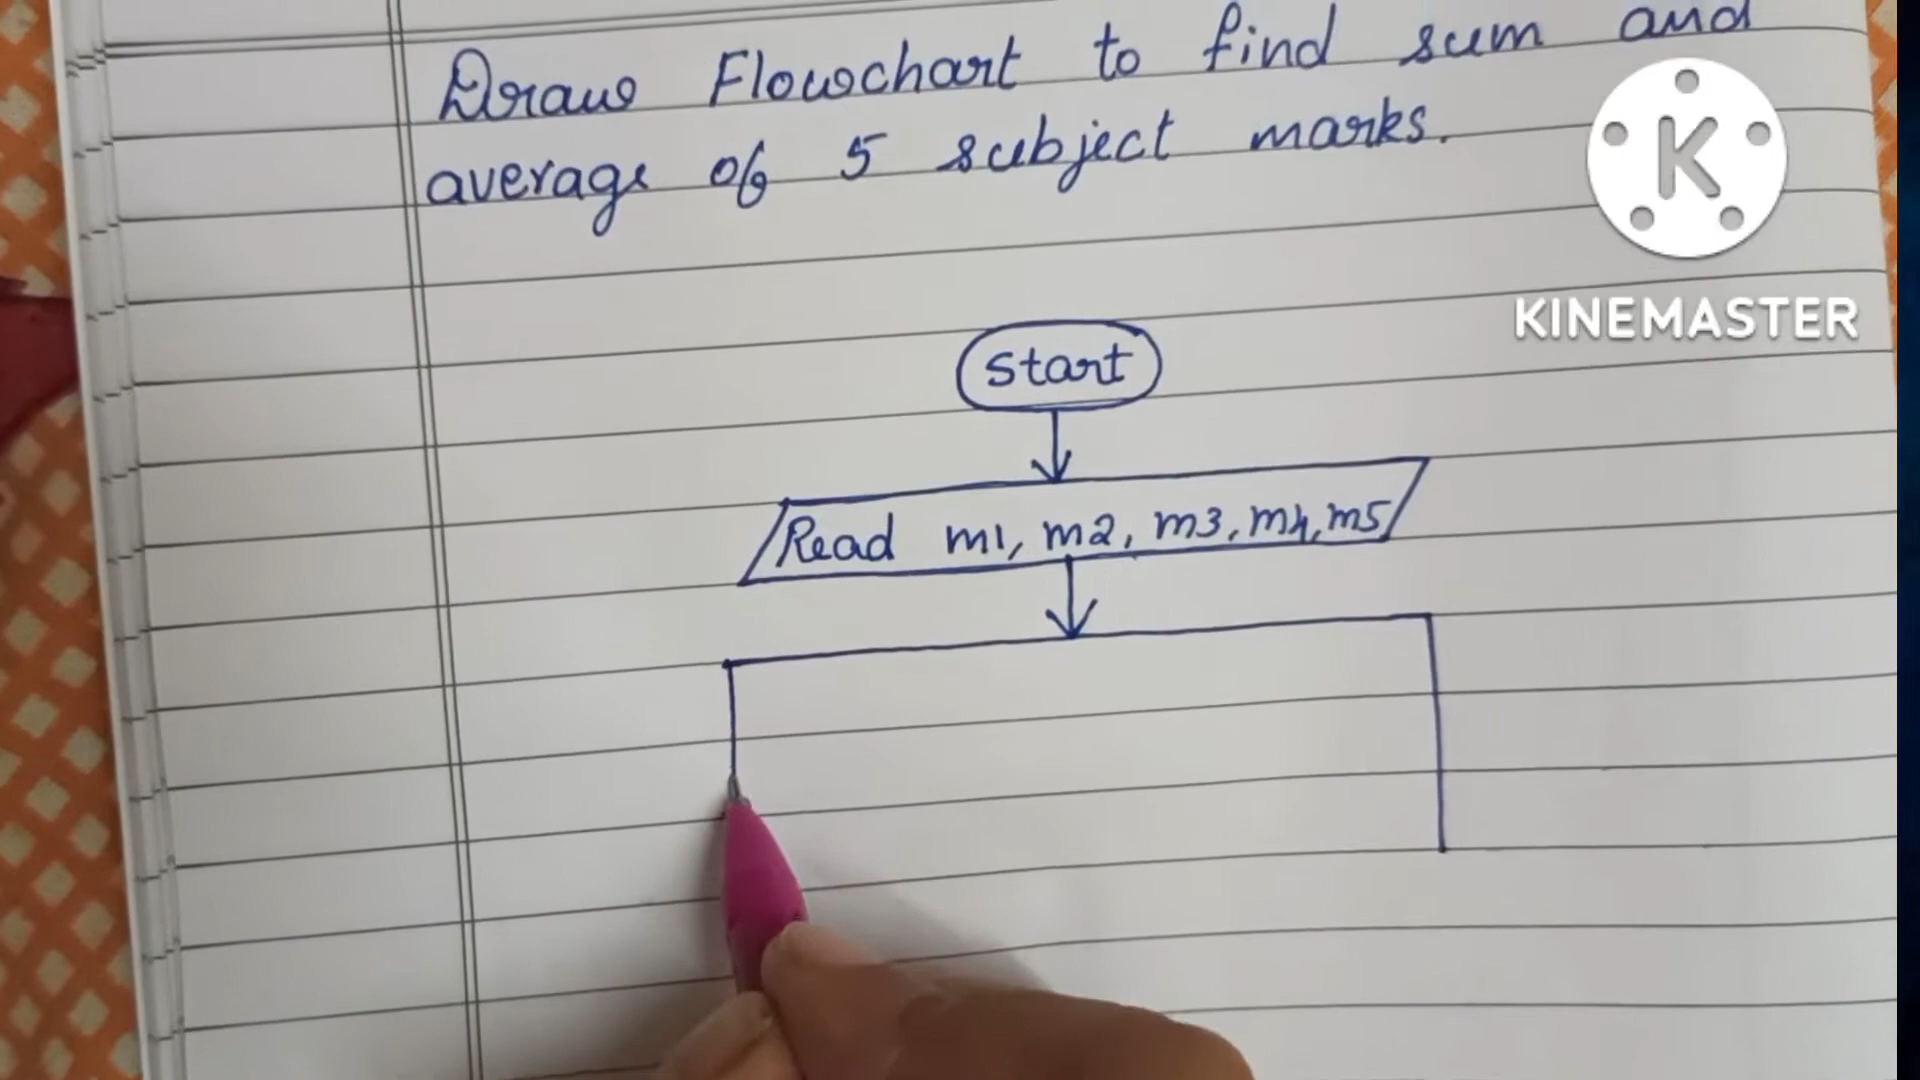 Draw Flowchart to find sum and
average of 5 subject marks.
K
KINEMASTER
Start
Read m1, m2, m3, m4, m5